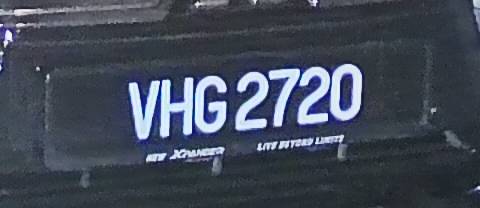 VHG 2720
NEW XPANDER LIVE BEYOND LIMITS